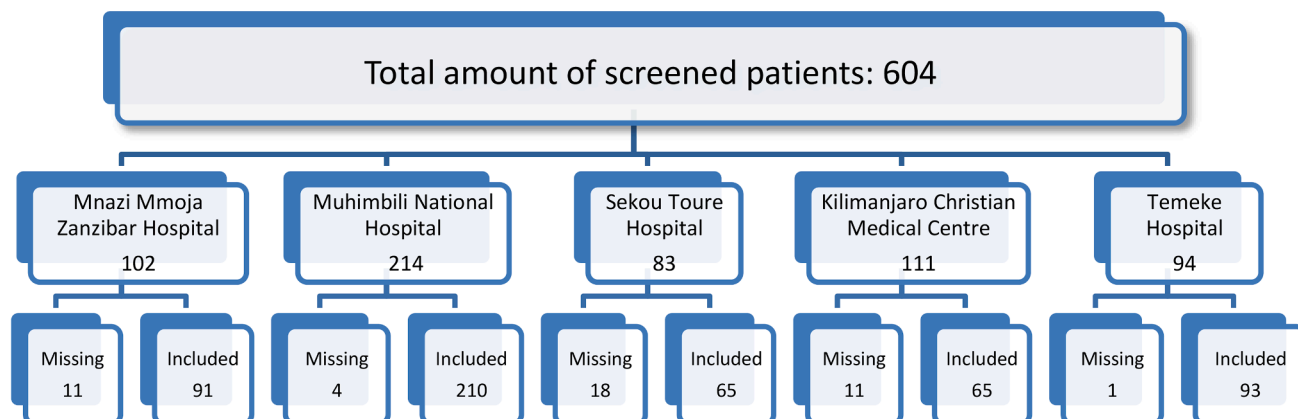 Total amount of screened patients: 604
Mnazi Mmoja
Zanzibar Hospital
102
Muhimbili National
Hospital
214
Sekou Toure
Hospital
83
Kilimanjaro Christian
Medical Centre
111
Temeke
Hospital
94
Missing
11
Included
91
Missing
4
Included
210
Missing
18
Included
65
Missing
11
Included
65
Missing
1
Included
93